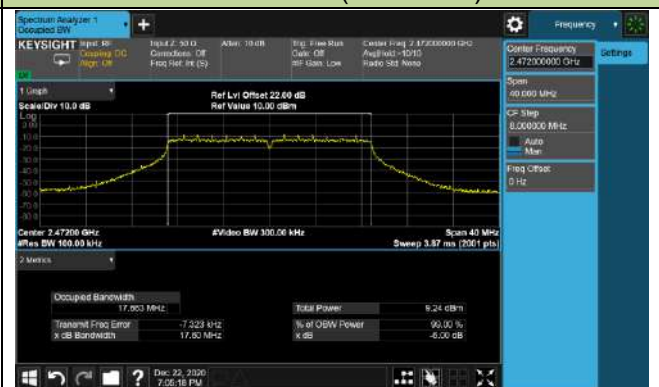 Spectrum Analyzer 1
Occupied BW
+
Frequency
KEYSIGHT Input: RF
Coupling: DC
Align: Off
Input Z: 50 Ω
Corrections: Off
Freq Ref: Int (S)
Atten: 10 dB
Trig: Free Run
Gate: Off
#IF Gain: Low
Center Freq: 2.472000000 GHz
Avg|Hold: >10/10
Radio Std: None
Center Frequency
2.472000000 GHz
Settings
Span
40.000 MHz
CF Step
8.000000 MHz
Auto
Man
Freq Offset
0 Hz
1 Graph
Scale/Div 10.0 dB
Ref Lvl Offset 22.00 dB
Ref Value 10.00 dBm
Log
Center 2.47200 GHz
#Res BW 100.00 kHz
#Video BW 300.00 kHz
Span 40 MHz
Sweep 3.87 ms (2001 pts)
2 Metrics
Occupied Bandwidth
17.663 MHz
Total Power
9.24 dBm
Transmit Freq Error
-7.323 kHz
% of OBW Power
99.00 %
x dB Bandwidth
17.60 MHz
x dB
-6.00 dB
?
Dec 22, 2020
7:05:18 PM